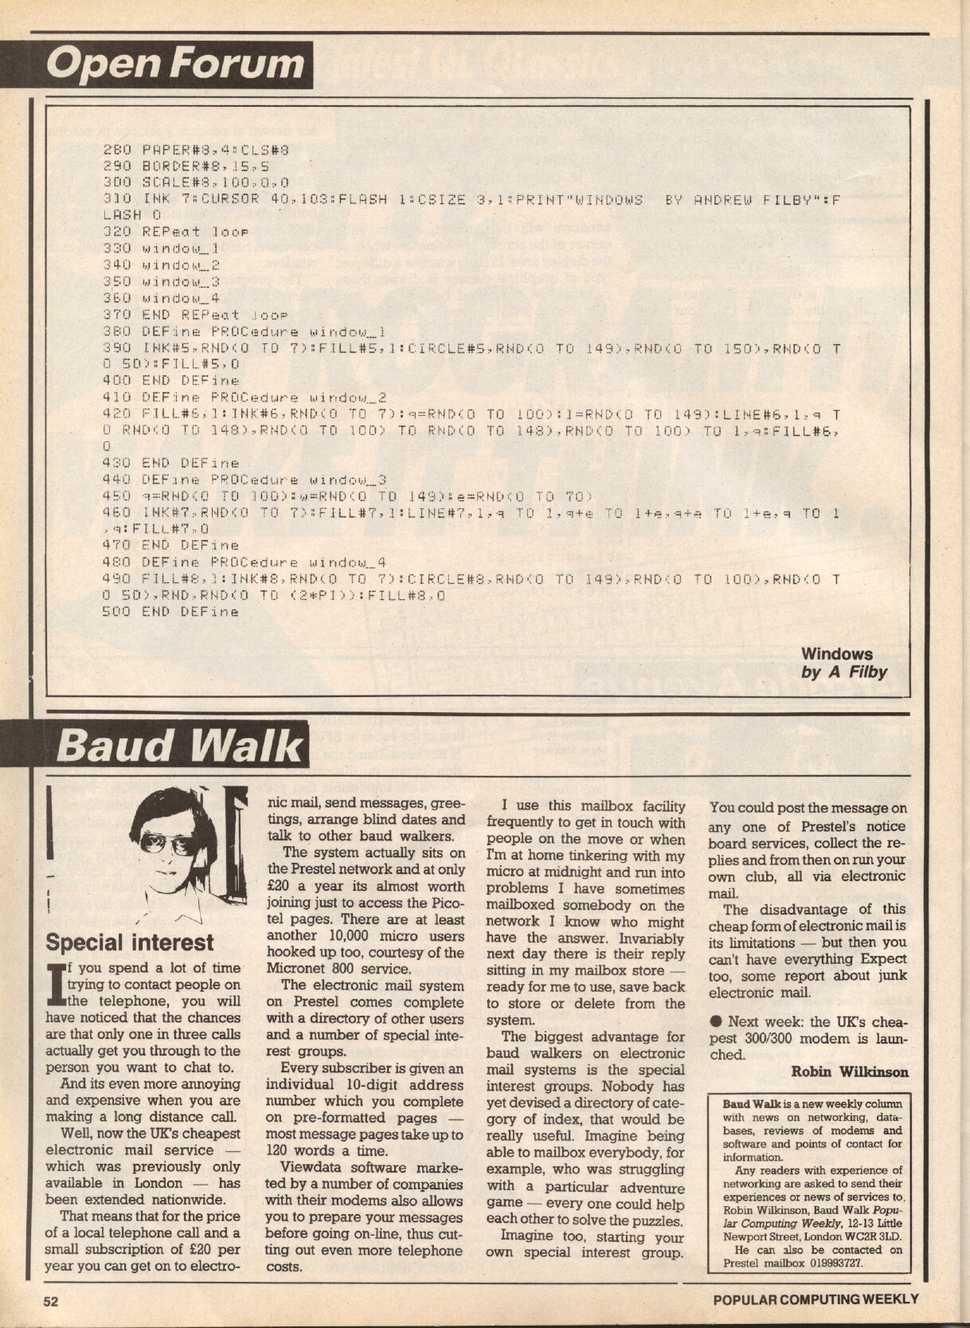 Open Forum
280 PAPER#8,4:CLS#8
290 BORDER#8,15,5
300 SCALE#8,100,0,0
310 INK 7:CURSOR 40,103:FLASH 1:CSIZE 3,1:PRINT"WINDOWS  BY ANDREW FILBY":F
LASH 0
320 REPeat loop
330 window_1
340 window_2
350 window_3
360 window_4
370 END REPeat loop
380 DEFine PROCedure window_1
390 INK#5,RND(0 TO 7):FILL#5,1:CIRCLE#5,RND(0 TO 149),RND(0 TO 150),RND(0 T
O 50):FILL#5,0
400 END DEFine
410 DEFine PROCedure window_2
420 FILL#6,1:INK#6,RND(0 TO 7):q=RND(0 TO 100):l=RND(0 TO 149):LINE#6,l,q T
O RND(0 TO 148),RND(0 TO 100) TO RND(0 TO 148),RND(0 TO 100) TO l,q:FILL#6,
0
430 END DEFine
440 DEFine PROCedure window_3
450 q=RND(0 TO 100):w=RND(0 TO 149):e=RND(0 TO 70)
460 INK#7,RND(0 TO 7):FILL#7,1:LINE#7,l,q TO l,q+e TO l+e,q+e TO l+e,q TO l
,q:FILL#7,0
470 END DEFine
480 DEFine PROCedure window_4
490 FILL#8,1:INK#8,RND(0 TO 7):CIRCLE#8,RND(0 TO 149),RND(0 TO 100),RND(0 T
O 50),RND,RND(0 TO (2*PI)):FILL#8,0
500 END DEFine
Windows
by A Filby
Baud Walk
Special interest
If you spend a lot of time
trying to contact people on
the telephone, you will
have noticed that the chances
are that only one in three calls
actually get you through to the
person you want to chat to.
And its even more annoying
and expensive when you are
making a long distance call.
Well, now the UK's cheapest
electronic mail service —
which was previously only
available in London — has
been extended nationwide.
That means that for the price
of a local telephone call and a
small subscription of £20 per
year you can get on to electro-
nic mail, send messages, gree-
tings, arrange blind dates and
talk to other baud walkers.
The system actually sits on
the Prestel network and at only
£20 a year its almost worth
joining just to access the Pico-
tel pages. There are at least
another 10,000 micro users
hooked up too, courtesy of the
Micronet 800 service.
The electronic mail system
on Prestel comes complete
with a directory of other users
and a number of special inte-
rest groups.
Every subscriber is given an
individual 10-digit address
number which you complete
on pre-formatted pages —
most message pages take up to
120 words a time.
Viewdata software marke-
ted by a number of companies
with their modems also allows
you to prepare your messages
before going on-line, thus cut-
ting out even more telephone
costs.
I use this mailbox facility
frequently to get in touch with
people on the move or when
I'm at home tinkering with my
micro at midnight and run into
problems I have sometimes
mailboxed somebody on the
network I know who might
have the answer. Invariably
next day there is their reply
sitting in my mailbox store —
ready for me to use, save back
to store or delete from the
system.
The biggest advantage for
baud walkers on electronic
mail systems is the special
interest groups. Nobody has
yet devised a directory of cate-
gory of index, that would be
really useful. Imagine being
able to mailbox everybody, for
example, who was struggling
with a particular adventure
game — every one could help
each other to solve the puzzles.
Imagine too, starting your
own special interest group.
You could post the message on
any one of Prestel's notice
board services, collect the re-
plies and from then on run your
own club, all via electronic
mail.
The disadvantage of this
cheap form of electronic mail is
its limitations — but then you
can't have everything Expect
too, some report about junk
electronic mail.
● Next week: the UK's chea-
pest 300/300 modem is laun-
ched.
Robin Wilkinson
Baud Walk is a new weekly column
with news on networking, data-
bases, reviews of modems and
software and points of contact for
information.
Any readers with experience of
networking are asked to send their
experiences or news of services to,
Robin Wilkinson, Baud Walk Popu-
lar Computing Weekly, 12-13 Little
Newport Street, London WC2R 3LD.
He can also be contacted on
Prestel mailbox 019993727.
52
POPULAR COMPUTING WEEKLY